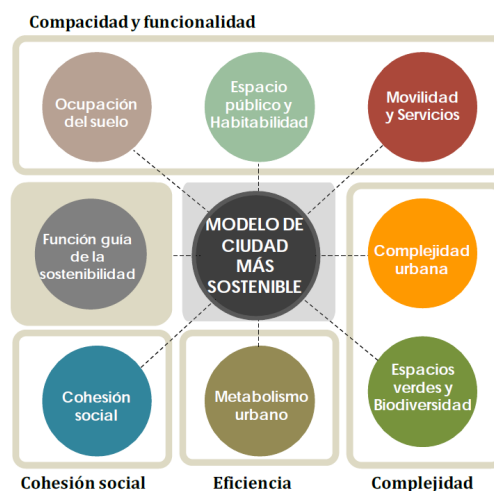 Compacidad y funcionalidad
Ocupación
del suelo
Espacio
público y
Habitabilidad
Movilidad
y Servicios
Función guía
de la
sostenibilidad
MODELO DE
CIUDAD
MÁS
SOSTENIBLE
Complejidad
urbana
Cohesión
social
Metabolismo
urbano
Espacios
verdes y
Biodiversidad
Cohesión social
Eficiencia
Complejidad